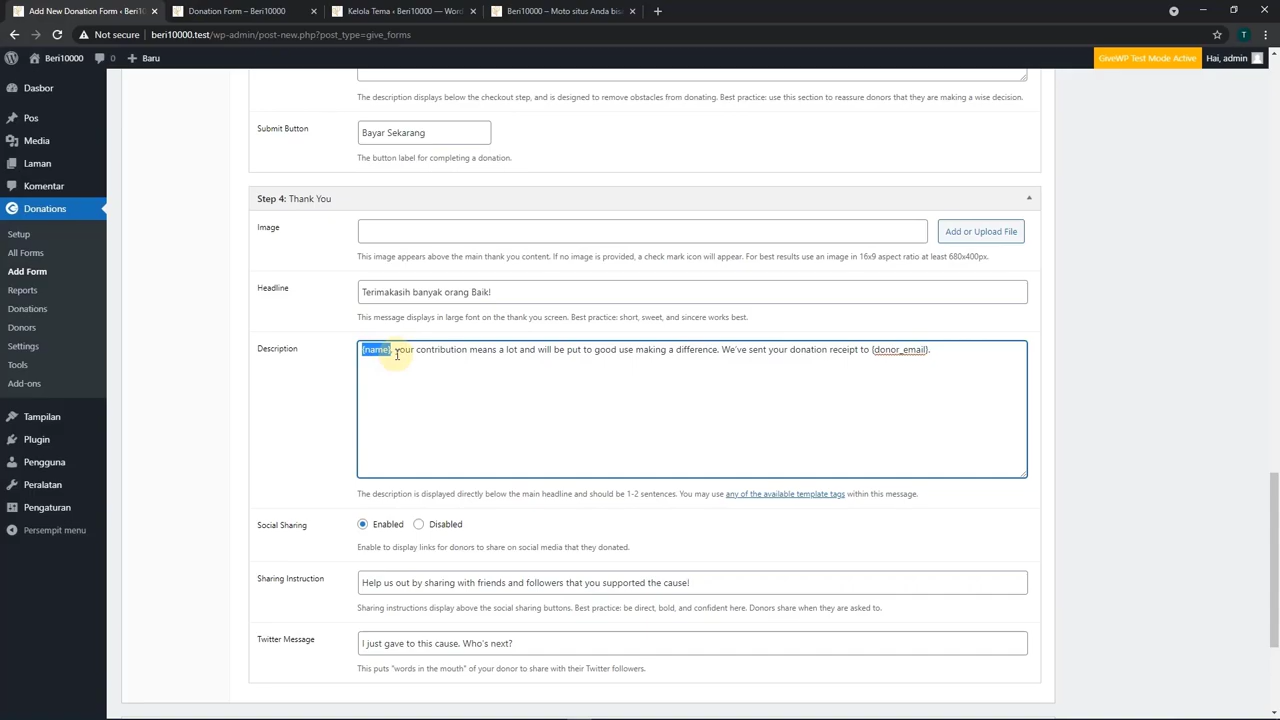 Add New Donation Form ‹ Beri10
Donation Form – Beri10000
Kelola Tema ‹ Beri10000 — Word
Beri10000 – Moto situs Anda bisa
Not secure
Beri10000.test/wp-admin/post-new.php?post_type=give_forms
T
Beri10000
0
Baru
GiveWP Test Mode Active
Hai, admin
Dasbor
Pos
Media
Laman
Komentar
Donations
Setup
All Forms
Add Form
Reports
Donations
Donors
Settings
Tools
Add-ons
Tampilan
Plugin
Pengguna
Peralatan
Pengaturan
Persempit menu
The description displays below the checkout step, and is designed to remove obstacles from donating. Best practice: use this section to reassure donors that they are making a wise decision.
Submit Button
Bayar Sekarang
The button label for completing a donation.
Step 4: Thank You
Image
Add or Upload File
This image appears above the main thank you content. If no image is provided, a check mark icon will appear. For best results use an image in 16x9 aspect ratio at least 680x400px.
Headline
Terimakasih banyak orang Baik!
This message displays in large font on the thank you screen. Best practice: short, sweet, and sincere works best.
Description
{name}, your contribution means a lot and will be put to good use making a difference. We’ve sent your donation receipt to {donor_email}.
The description is displayed directly below the main headline and should be 1-2 sentences. You may use any of the available template tags within this message.
Social Sharing
Enabled
Disabled
Enable to display links for donors to share on social media that they donated.
Sharing Instruction
Help us out by sharing with friends and followers that you supported the cause!
Sharing instructions display above the social sharing buttons. Best practice: be direct, bold, and confident here. Donors share when they are asked to.
Twitter Message
I just gave to this cause. Who's next?
This puts "words in the mouth" of your donor to share with their Twitter followers.